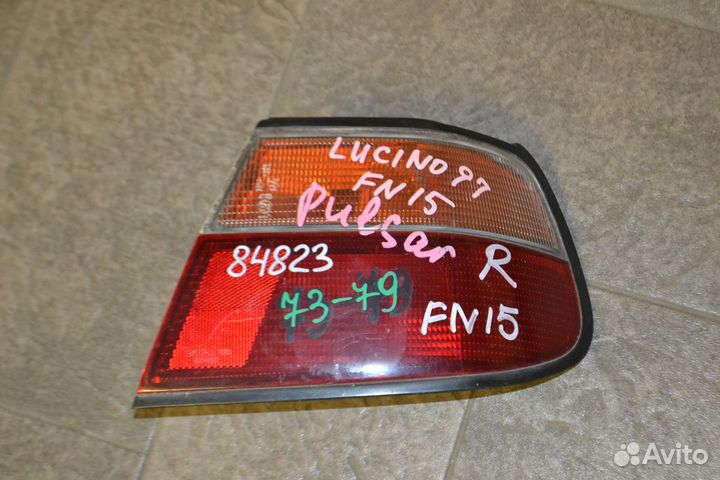 LUCINO 97
FN15
Pulsar
84823
R
73-79
FN15
Avito